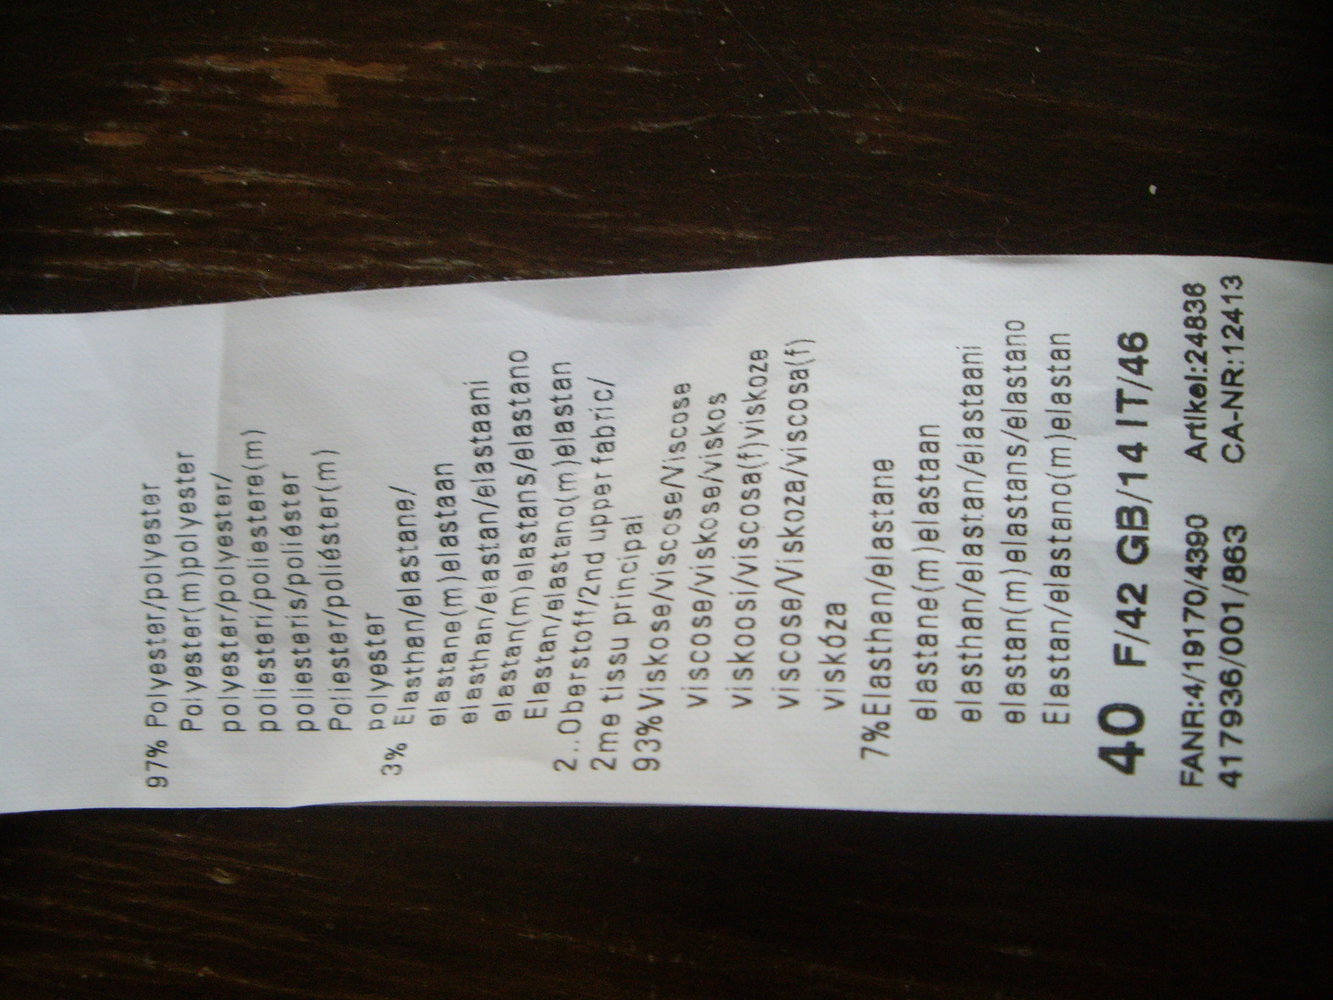 97% Polyester/polyester
Polyester(m)polyester
polyester/polyester/
poliesteri/poliestere(m)
poliesteris/poliéster
Poliester/poliéster(m)
polyester
3% Elasthan/elastane/
elastane(m)elastaan
elasthan/elastan/elastaani
elastan(m)elastans/elastano
Elastan/elastano(m)elastan
2..Oberstoff/2nd upper fabric/
2me tissu principal
93%Viskose/viscose/Viscose
viscose/viskose/viskos
viskoosi/viscosa(f)viskoze
viscose/Viskoza/viscosa(f)
viskóza
7%Elasthan/elastane
elastane(m)elastaan
elasthan/elastan/elastaani
elastan(m)elastans/elastano
Elastan/elastano(m)elastan
40 F/42 GB/14 IT/46
FANR:4/19170/4390 Artikel:24836
417936/001/863 CA-NR:12413